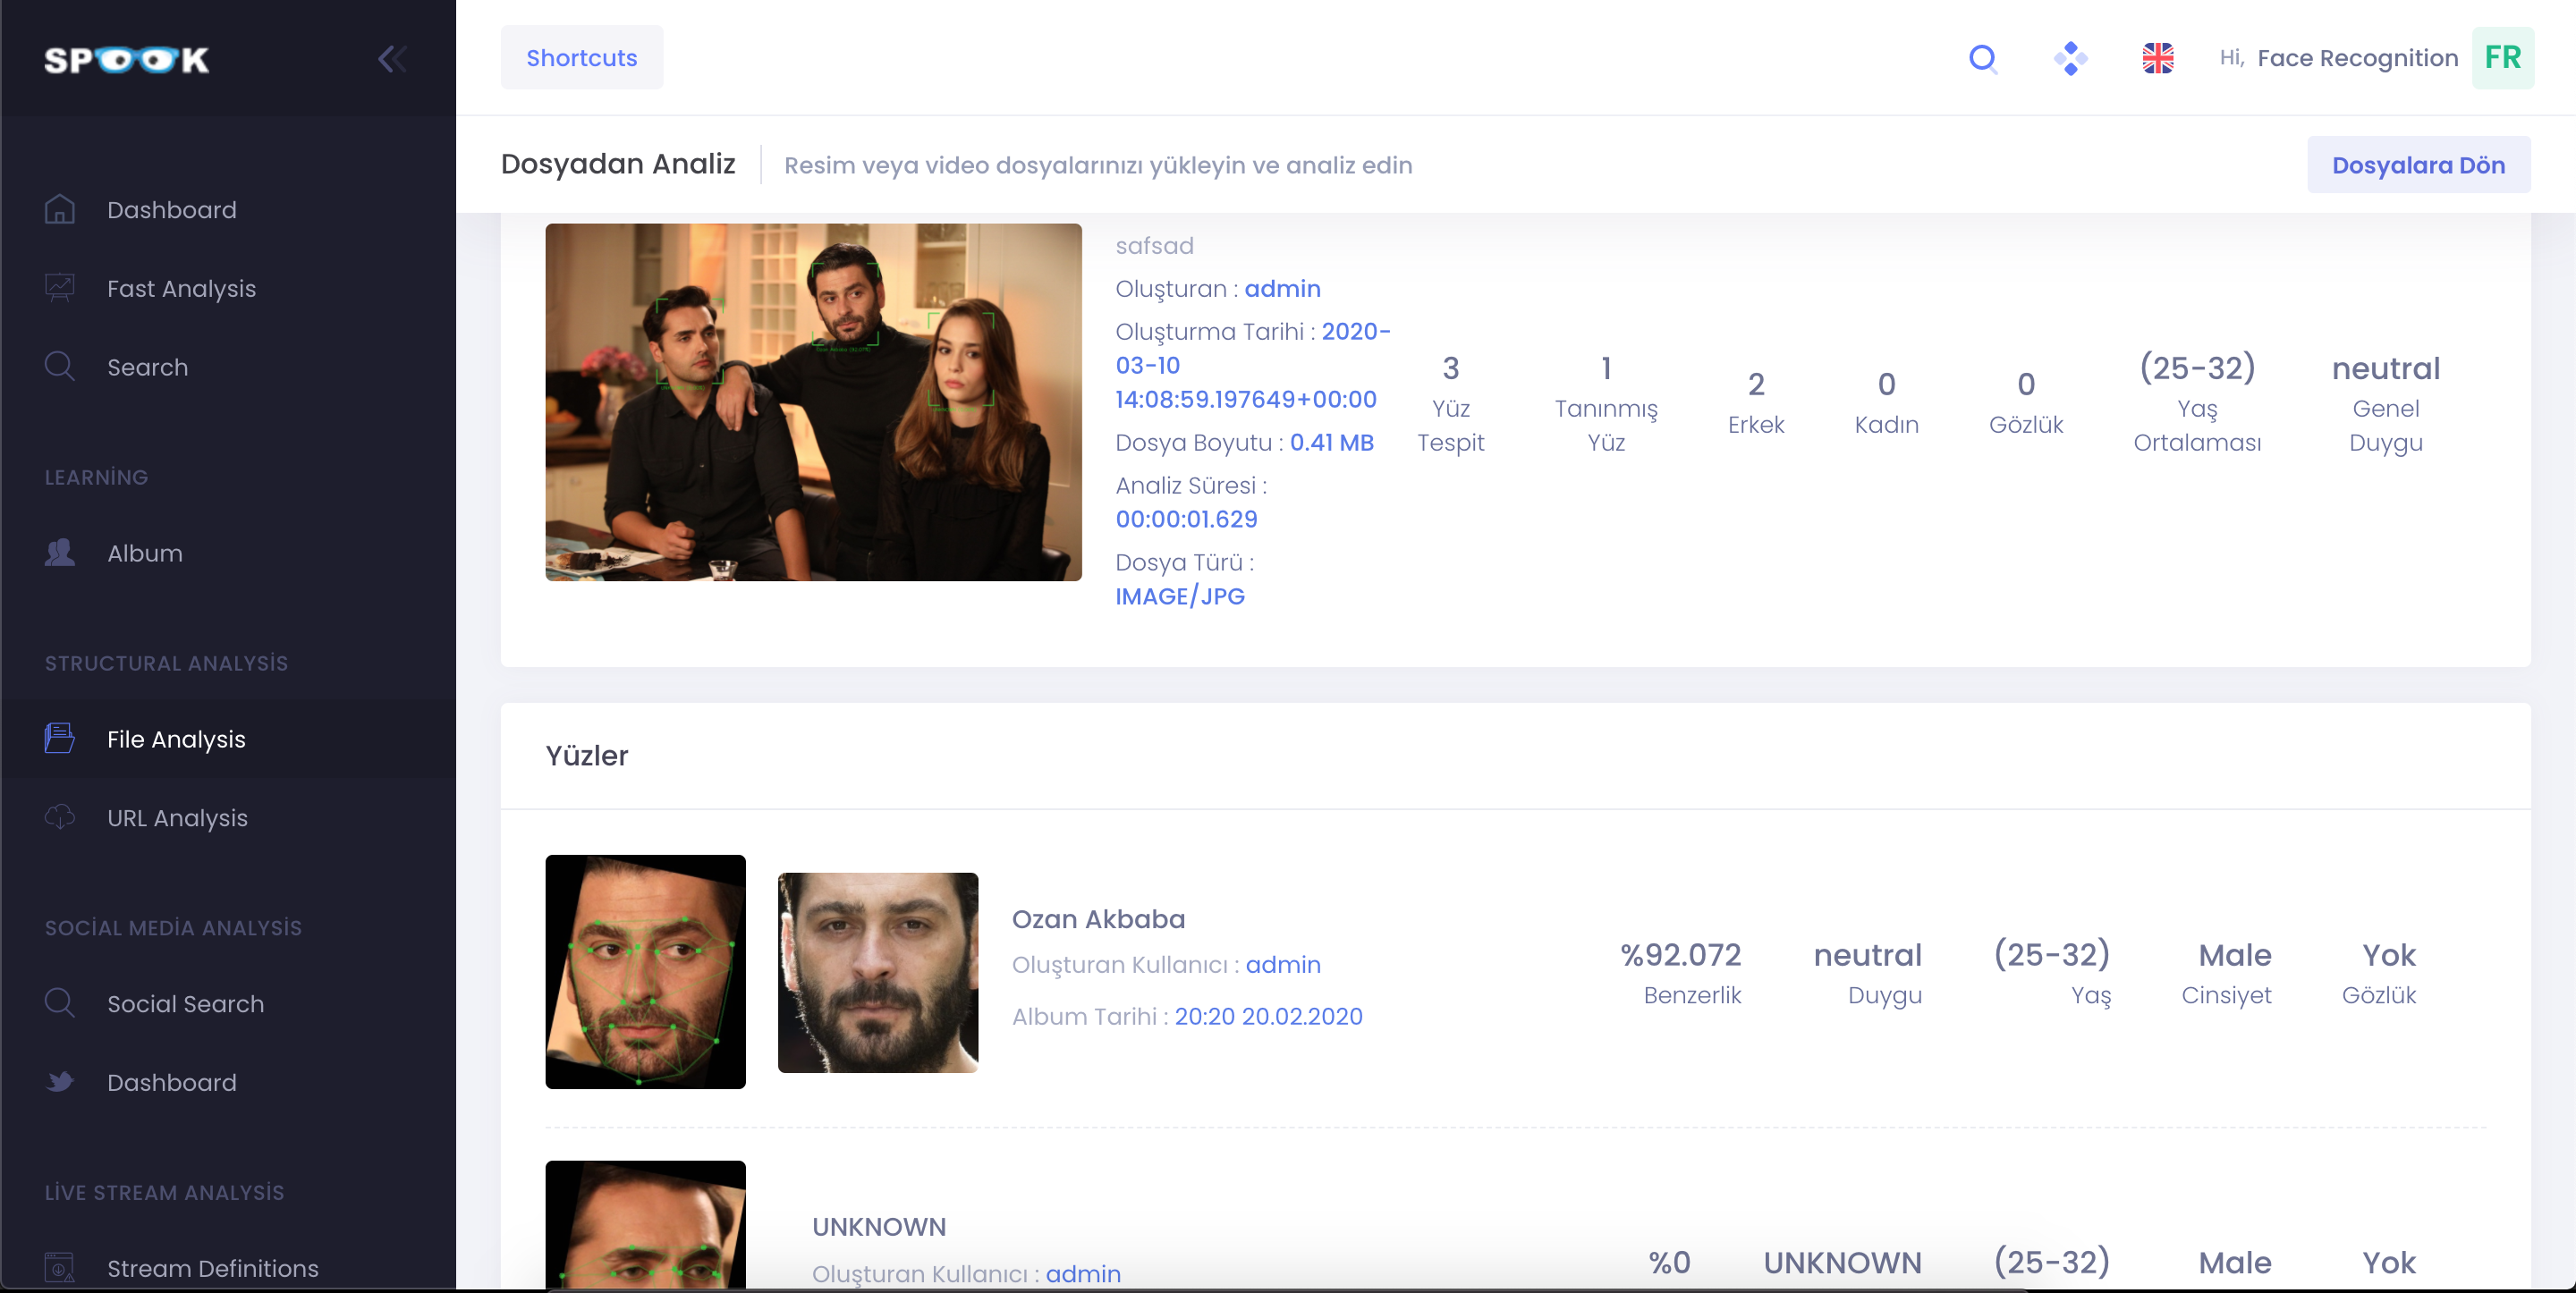 SPOOK
Shortcuts
Hi, Face Recognition FR
Dosyadan Analiz
Resim veya video dosyalarınızı yükleyin ve analiz edin
Dosyalara Dön
Dashboard
Fast Analysis
Search
LEARNİNG
Album
STRUCTURAL ANALYSİS
File Analysis
URL Analysis
SOCİAL MEDİA ANALYSİS
Social Search
Dashboard
LİVE STREAM ANALYSİS
Stream Definitions
safsad
Oluşturan : admin
Oluşturma Tarihi : 2020-
03-10
14:08:59.197649+00:00
Dosya Boyutu : 0.41 MB
Analiz Süresi :
00:00:01.629
Dosya Türü :
IMAGE/JPG
3
Yüz
Tespit
1
Tanınmış
Yüz
2
Erkek
0
Kadın
0
Gözlük
(25-32)
Yaş
Ortalaması
neutral
Genel
Duygu
Yüzler
Ozan Akbaba
Oluşturan Kullanıcı : admin
Album Tarihi : 20:20 20.02.2020
%92.072
Benzerlik
neutral
Duygu
(25-32)
Yaş
Male
Cinsiyet
Yok
Gözlük
UNKNOWN
Oluşturan Kullanıcı : admin
%0
UNKNOWN
(25-32)
Male
Yok